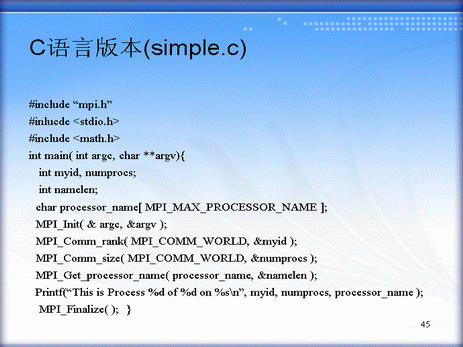 C语言版本(simple.c)
#include “mpi.h”
#inlucde <stdio.h>
#include <math.h>
int main( int argc, char **argv){
int myid, numprocs;
int namelen;
char processor_name[ MPI_MAX_PROCESSOR_NAME ];
MPI_Init( & argc, &argv );
MPI_Comm_rank( MPI_COMM_WORLD, &myid );
MPI_Comm_size( MPI_COMM_WORLD, &numprocs );
MPI_Get_processor_name( processor_name, &namelen );
Printf(“This is Process %d of %d on %s\n”, myid, numprocs, processor_name );
MPI_Finalize( ); }
45